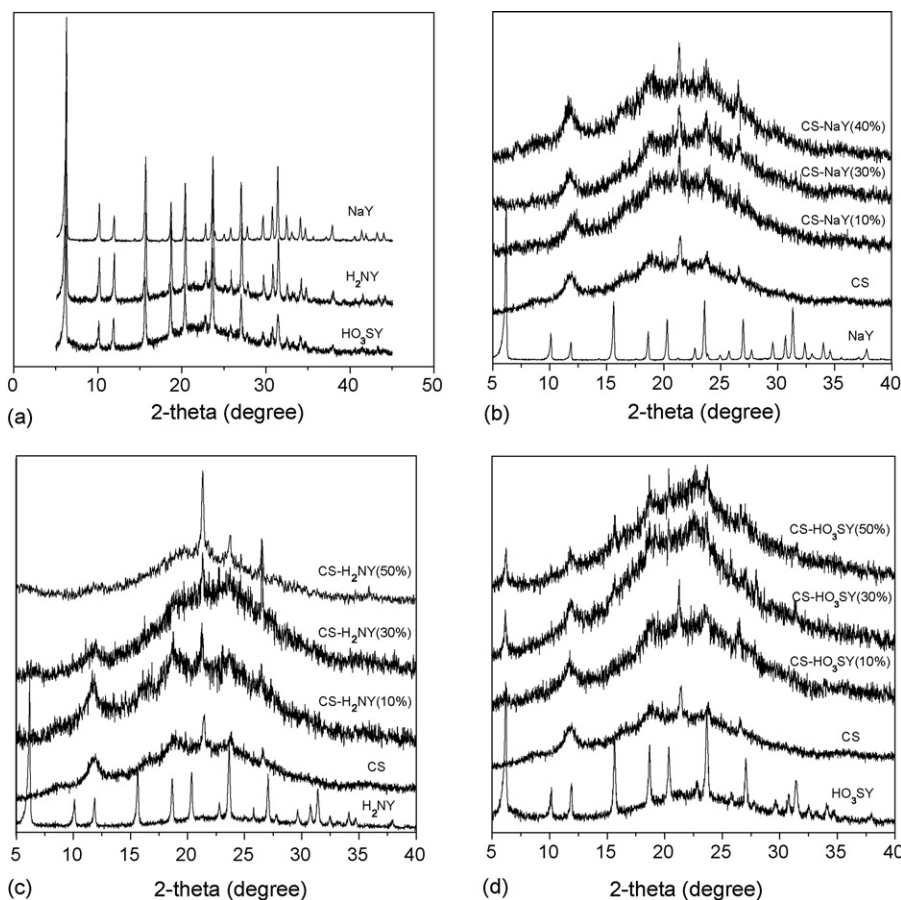 NaY
H₂NY
HO₃SY
0 10 20 30 40 50
2-theta (degree)
(a)
CS-NaY(40%)
CS-NaY(30%)
CS-NaY(10%)
CS
NaY
5 10 15 20 25 30 35 40
2-theta (degree)
(b)
CS-H₂NY(50%)
CS-H₂NY(30%)
CS-H₂NY(10%)
CS
H₂NY
5 10 15 20 25 30 35 40
2-theta (degree)
(c)
CS-HO₃SY(50%)
CS-HO₃SY(30%)
CS-HO₃SY(10%)
CS
HO₃SY
5 10 15 20 25 30 35 40
2-theta (degree)
(d)